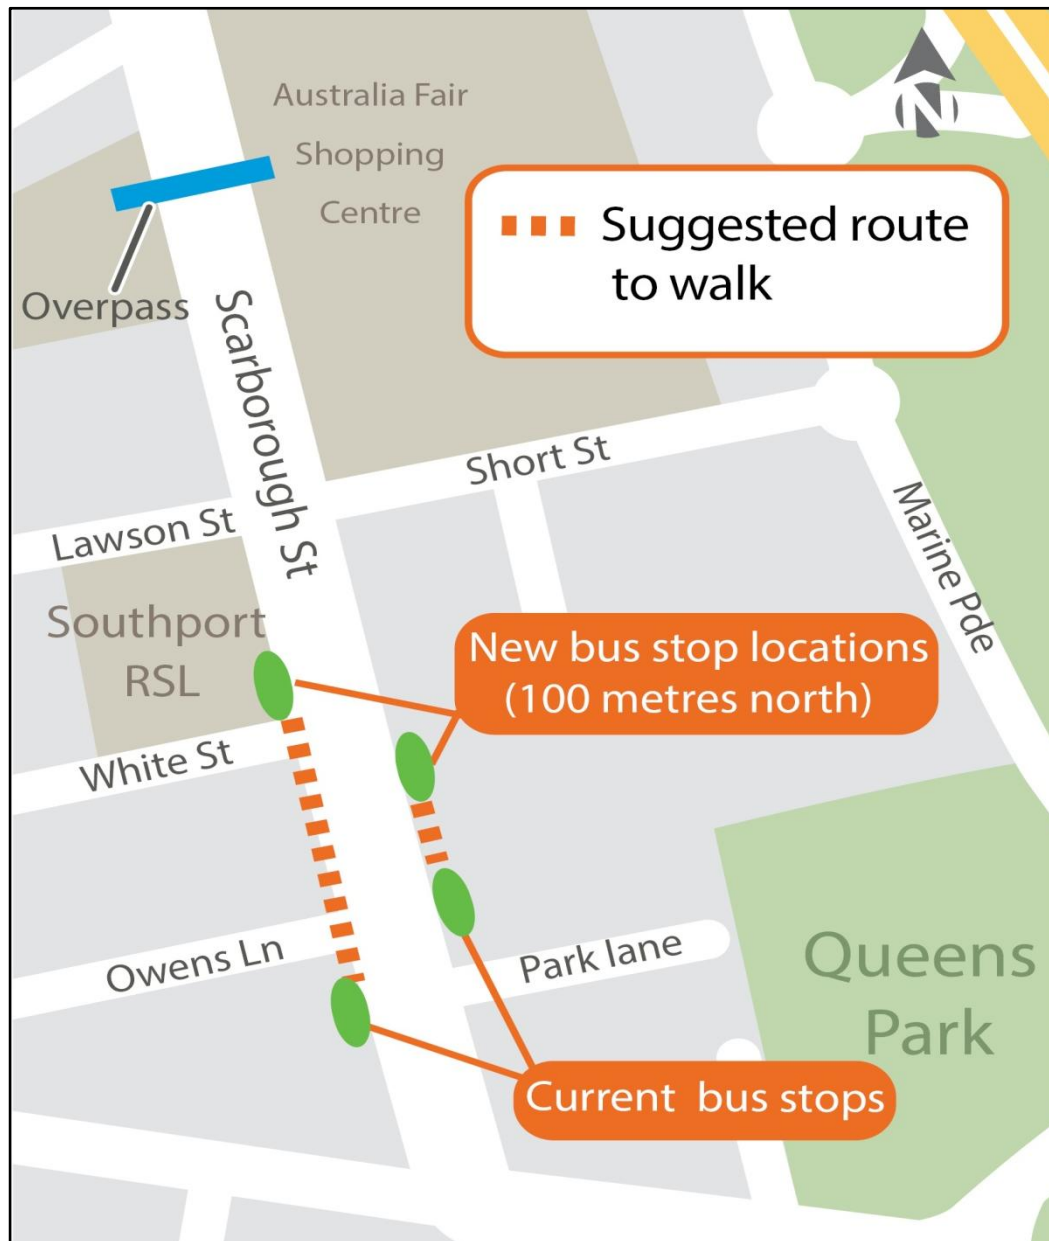 Australia Fair
Shopping
Centre
N
Suggested route
to walk
Overpass
Scarborough St
Short St
Lawson St
Marine Pde
Southport
RSL
New bus stop locations
(100 metres north)
White St
Owens Ln
Park lane
Queens
Park
Current bus stops